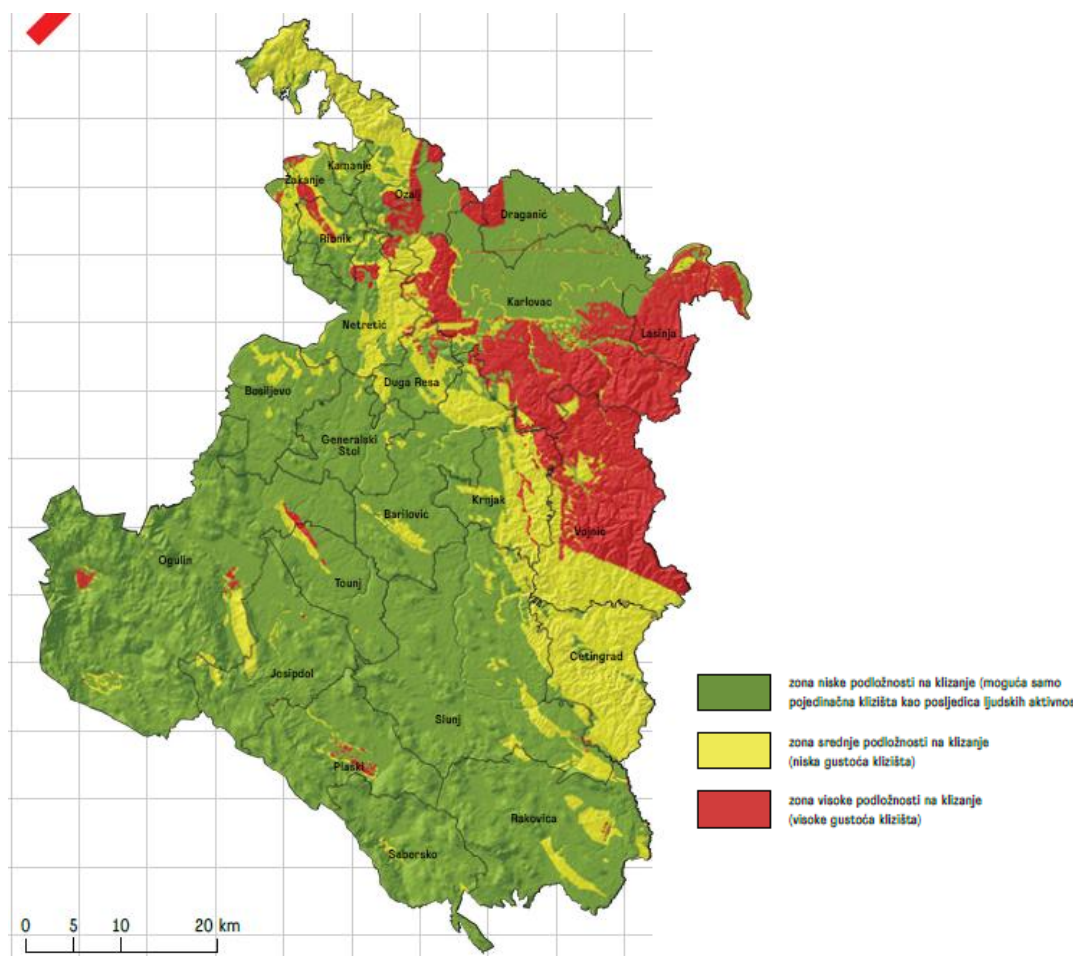 Kamanje
Žakanje
Ozalj
Draganić
Ribnik
Karlovac
Lasinja
Netretić
Duga Resa
Bosiljevo
Generalski
Stol
Krnjak
Barilović
Vojnić
Ogulin
Tounj
Cetingrad
Josipdol
Slunj
Plaški
Rakovica
Saborsko
zona niske podložnosti na klizanje (moguća samo
pojedinačna klizišta kao posljedica ljudskih aktivnos
zona srednje podložnosti na klizanje
(niska gustoća klizišta)
zona visoke podložnosti na klizanje
(visoke gustoća klizišta)
0 5 10 20 km